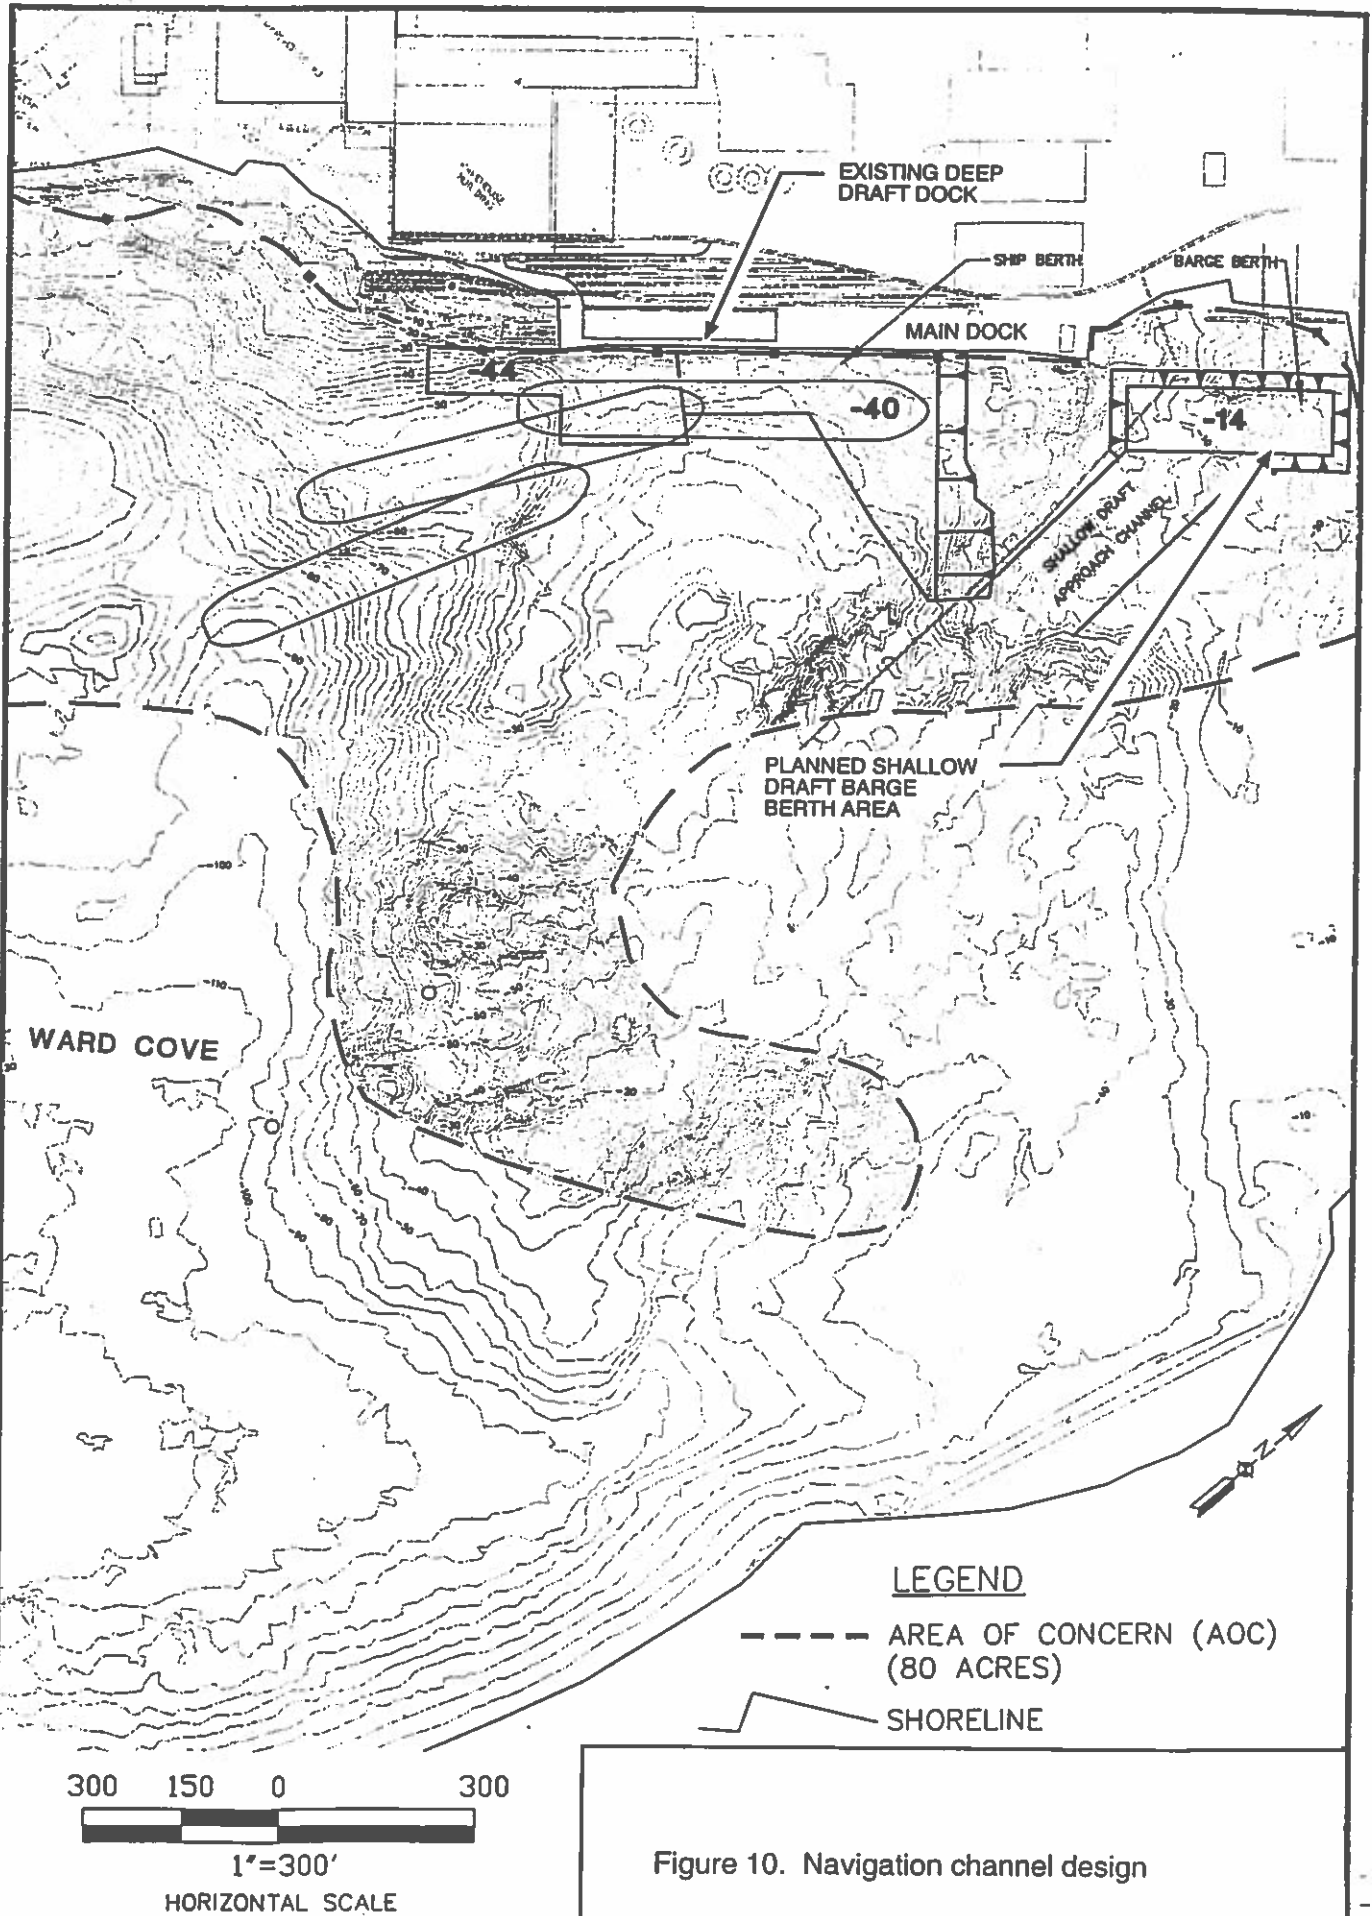 EXISTING DEEP
DRAFT DOCK
SHIP BERTH
BARGE BERTH
MAIN DOCK
-44
-40
-14
SHALLOW DRAFT
APPROACH CHANNEL
PLANNED SHALLOW
DRAFT BARGE
BERTH AREA
-100
-110
WARD COVE
N
LEGEND
AREA OF CONCERN (AOC)
(80 ACRES)
SHORELINE
300 150 0 300
1"=300'
HORIZONTAL SCALE
Figure 10. Navigation channel design